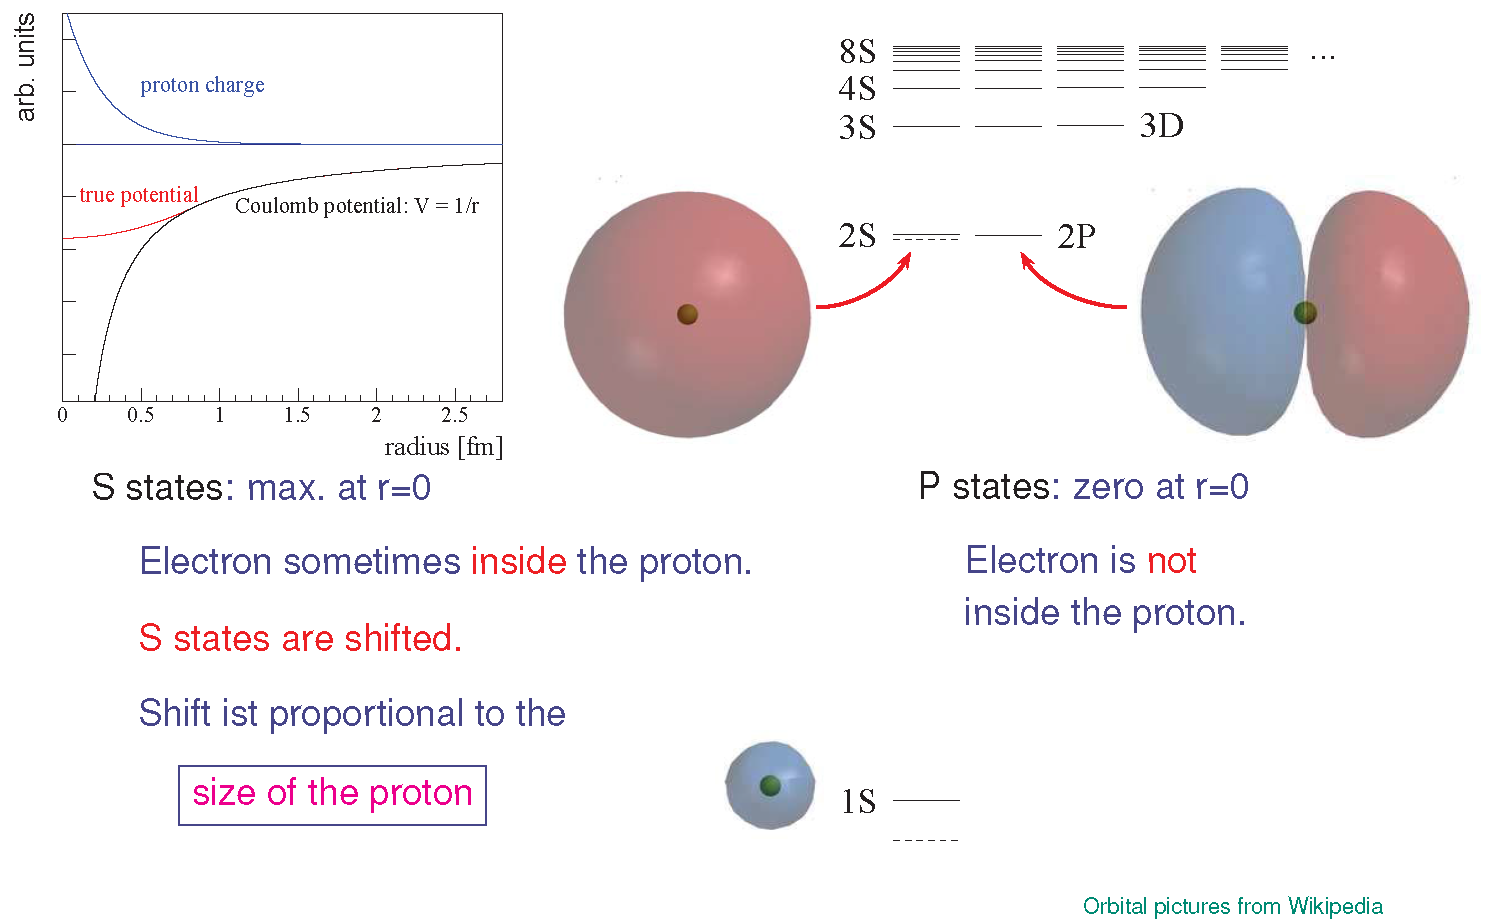 arb. units
proton charge
true potential
Coulomb potential: V = 1/r
0 0.5 1 1.5 2 2.5
radius [fm]
8S ...
4S
3S 3D
2S 2P
S states: max. at r=0
Electron sometimes inside the proton.
S states are shifted.
Shift ist proportional to the
size of the proton
P states: zero at r=0
Electron is not
inside the proton.
1S
Orbital pictures from Wikipedia